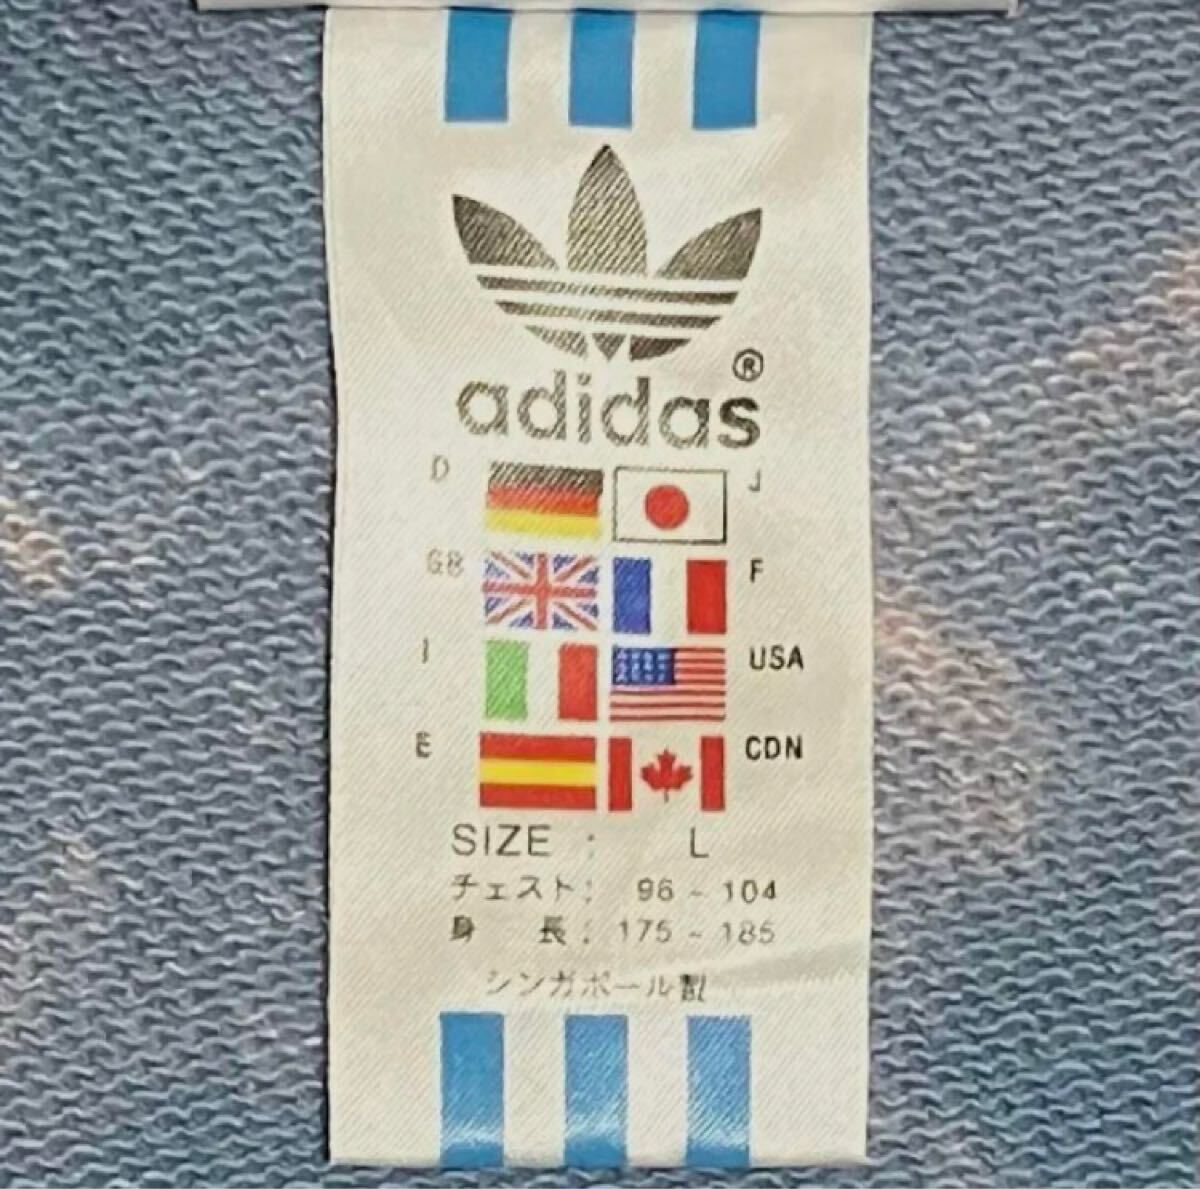 ®
adidas
D J
GB F
I USA
E CDN
SIZE : L
チェスト: 96 ~ 104
身 長: 175 ~ 185
シンガポール製